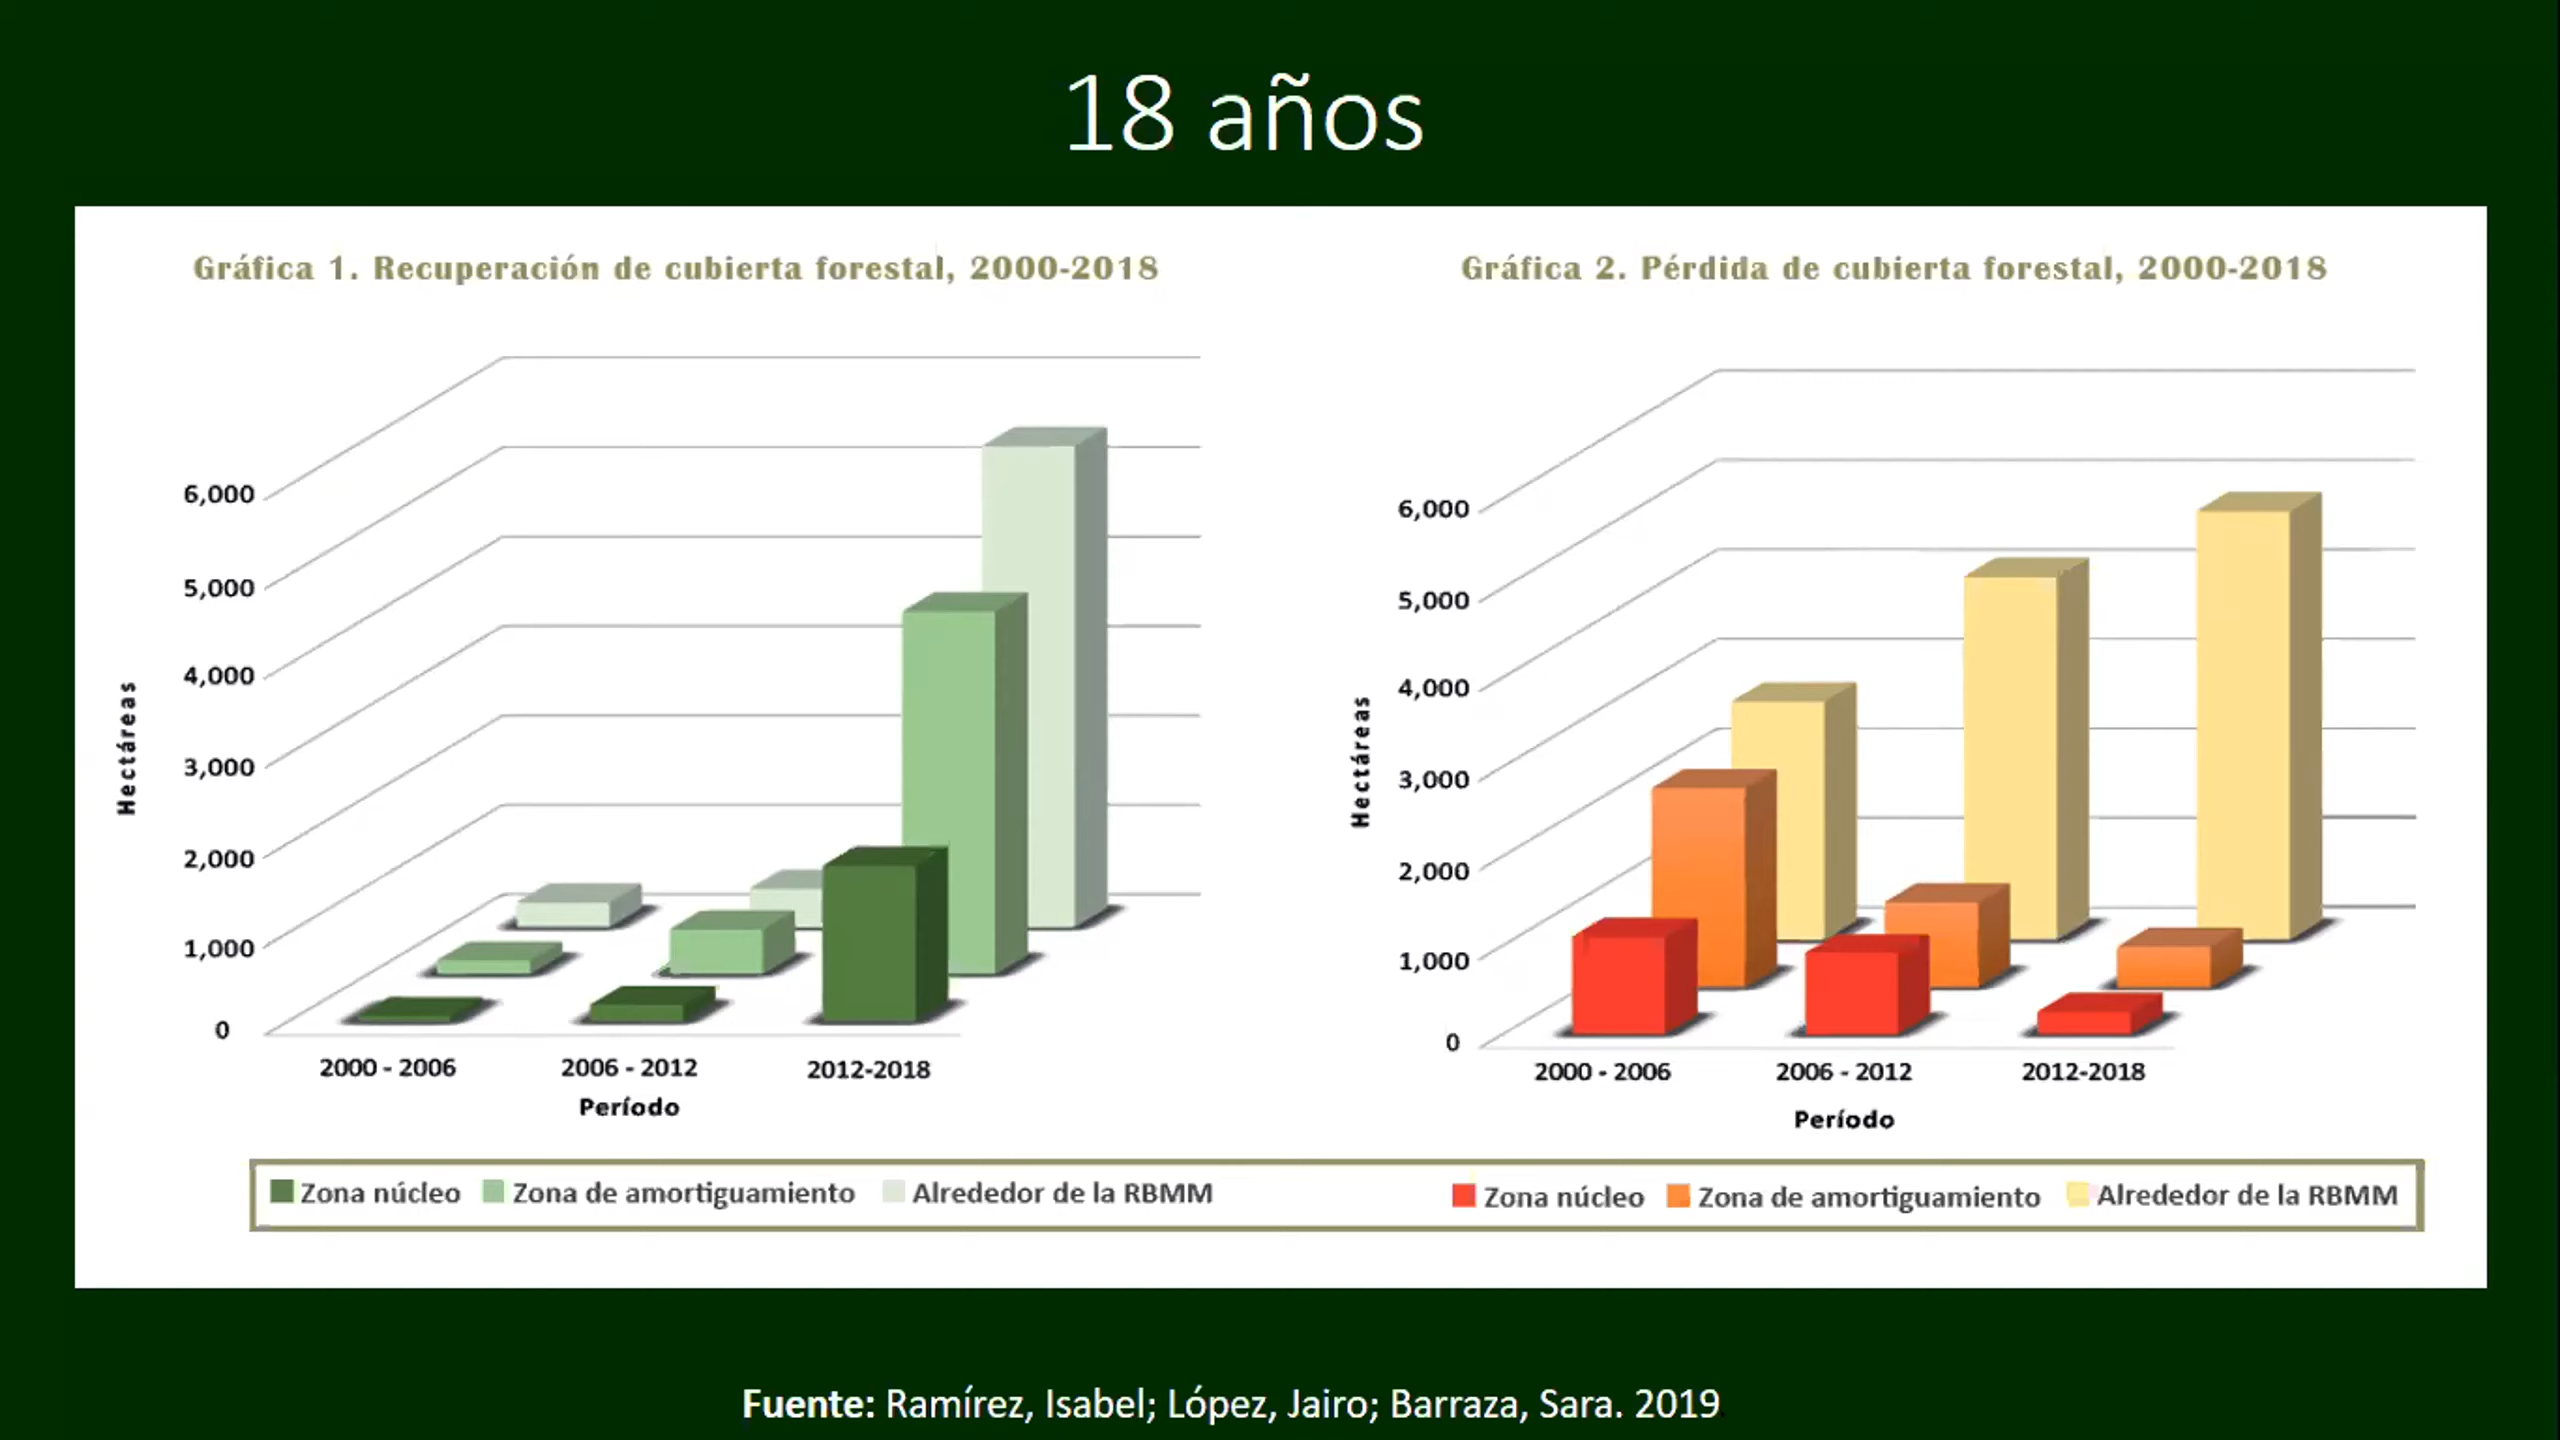 18 años
Gráfica 1. Recuperación de cubierta forestal, 2000-2018
6,000
5,000
4,000
3,000
2,000
1,000
0
Hectáreas
2000 - 2006
2006 - 2012
2012-2018
Período
Zona núcleo
Zona de amortiguamiento
Alrededor de la RBMM
Gráfica 2. Pérdida de cubierta forestal, 2000-2018
6,000
5,000
4,000
3,000
2,000
1,000
0
Hectáreas
2000 - 2006
2006 - 2012
2012-2018
Período
Zona núcleo
Zona de amortiguamiento
Alrededor de la RBMM
Fuente: Ramírez, Isabel; López, Jairo; Barraza, Sara. 2019